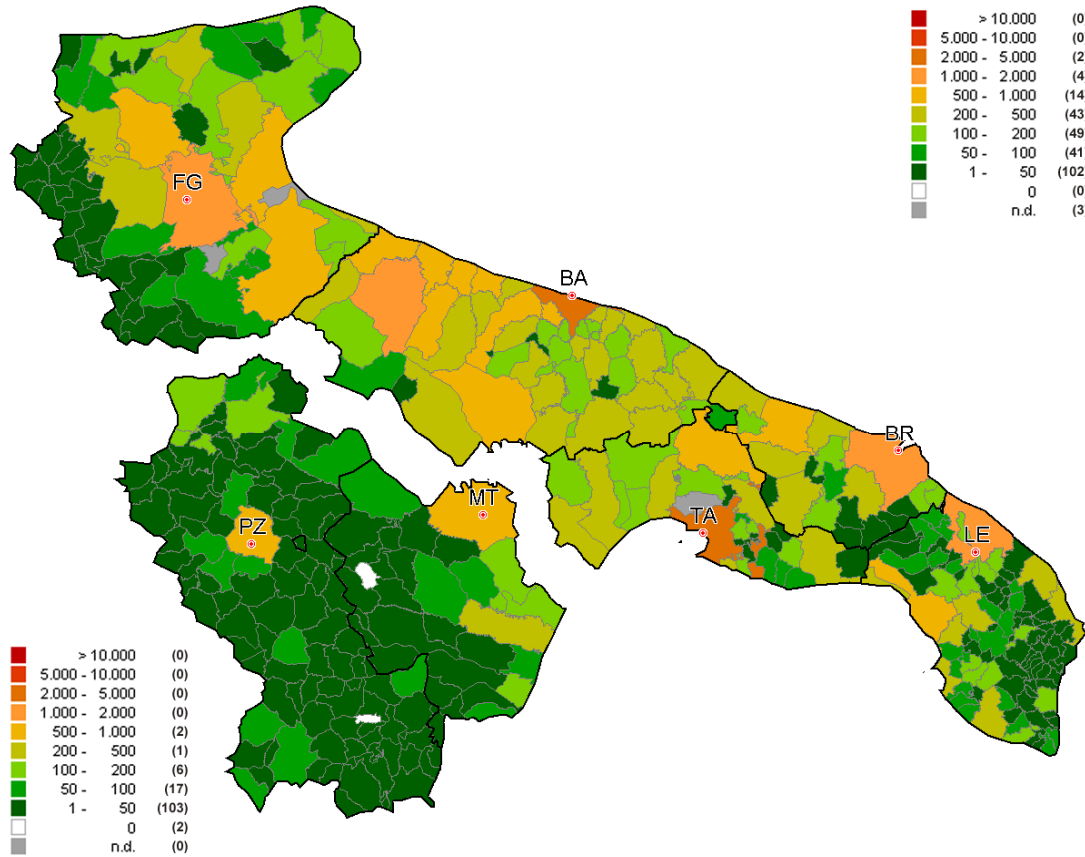 > 10.000 (0
5.000 - 10.000 (0
2.000 - 5.000 (2
1.000 - 2.000 (4
500 - 1.000 (14
200 - 500 (43
100 - 200 (49
50 - 100 (41
1 - 50 (102
0 (0
n.d. (3
FG
BA
BR
MT
TA
PZ
LE
> 10.000 (0)
5.000 - 10.000 (0)
2.000 - 5.000 (0)
1.000 - 2.000 (0)
500 - 1.000 (2)
200 - 500 (1)
100 - 200 (6)
50 - 100 (17)
1 - 50 (103)
0 (2)
n.d. (0)